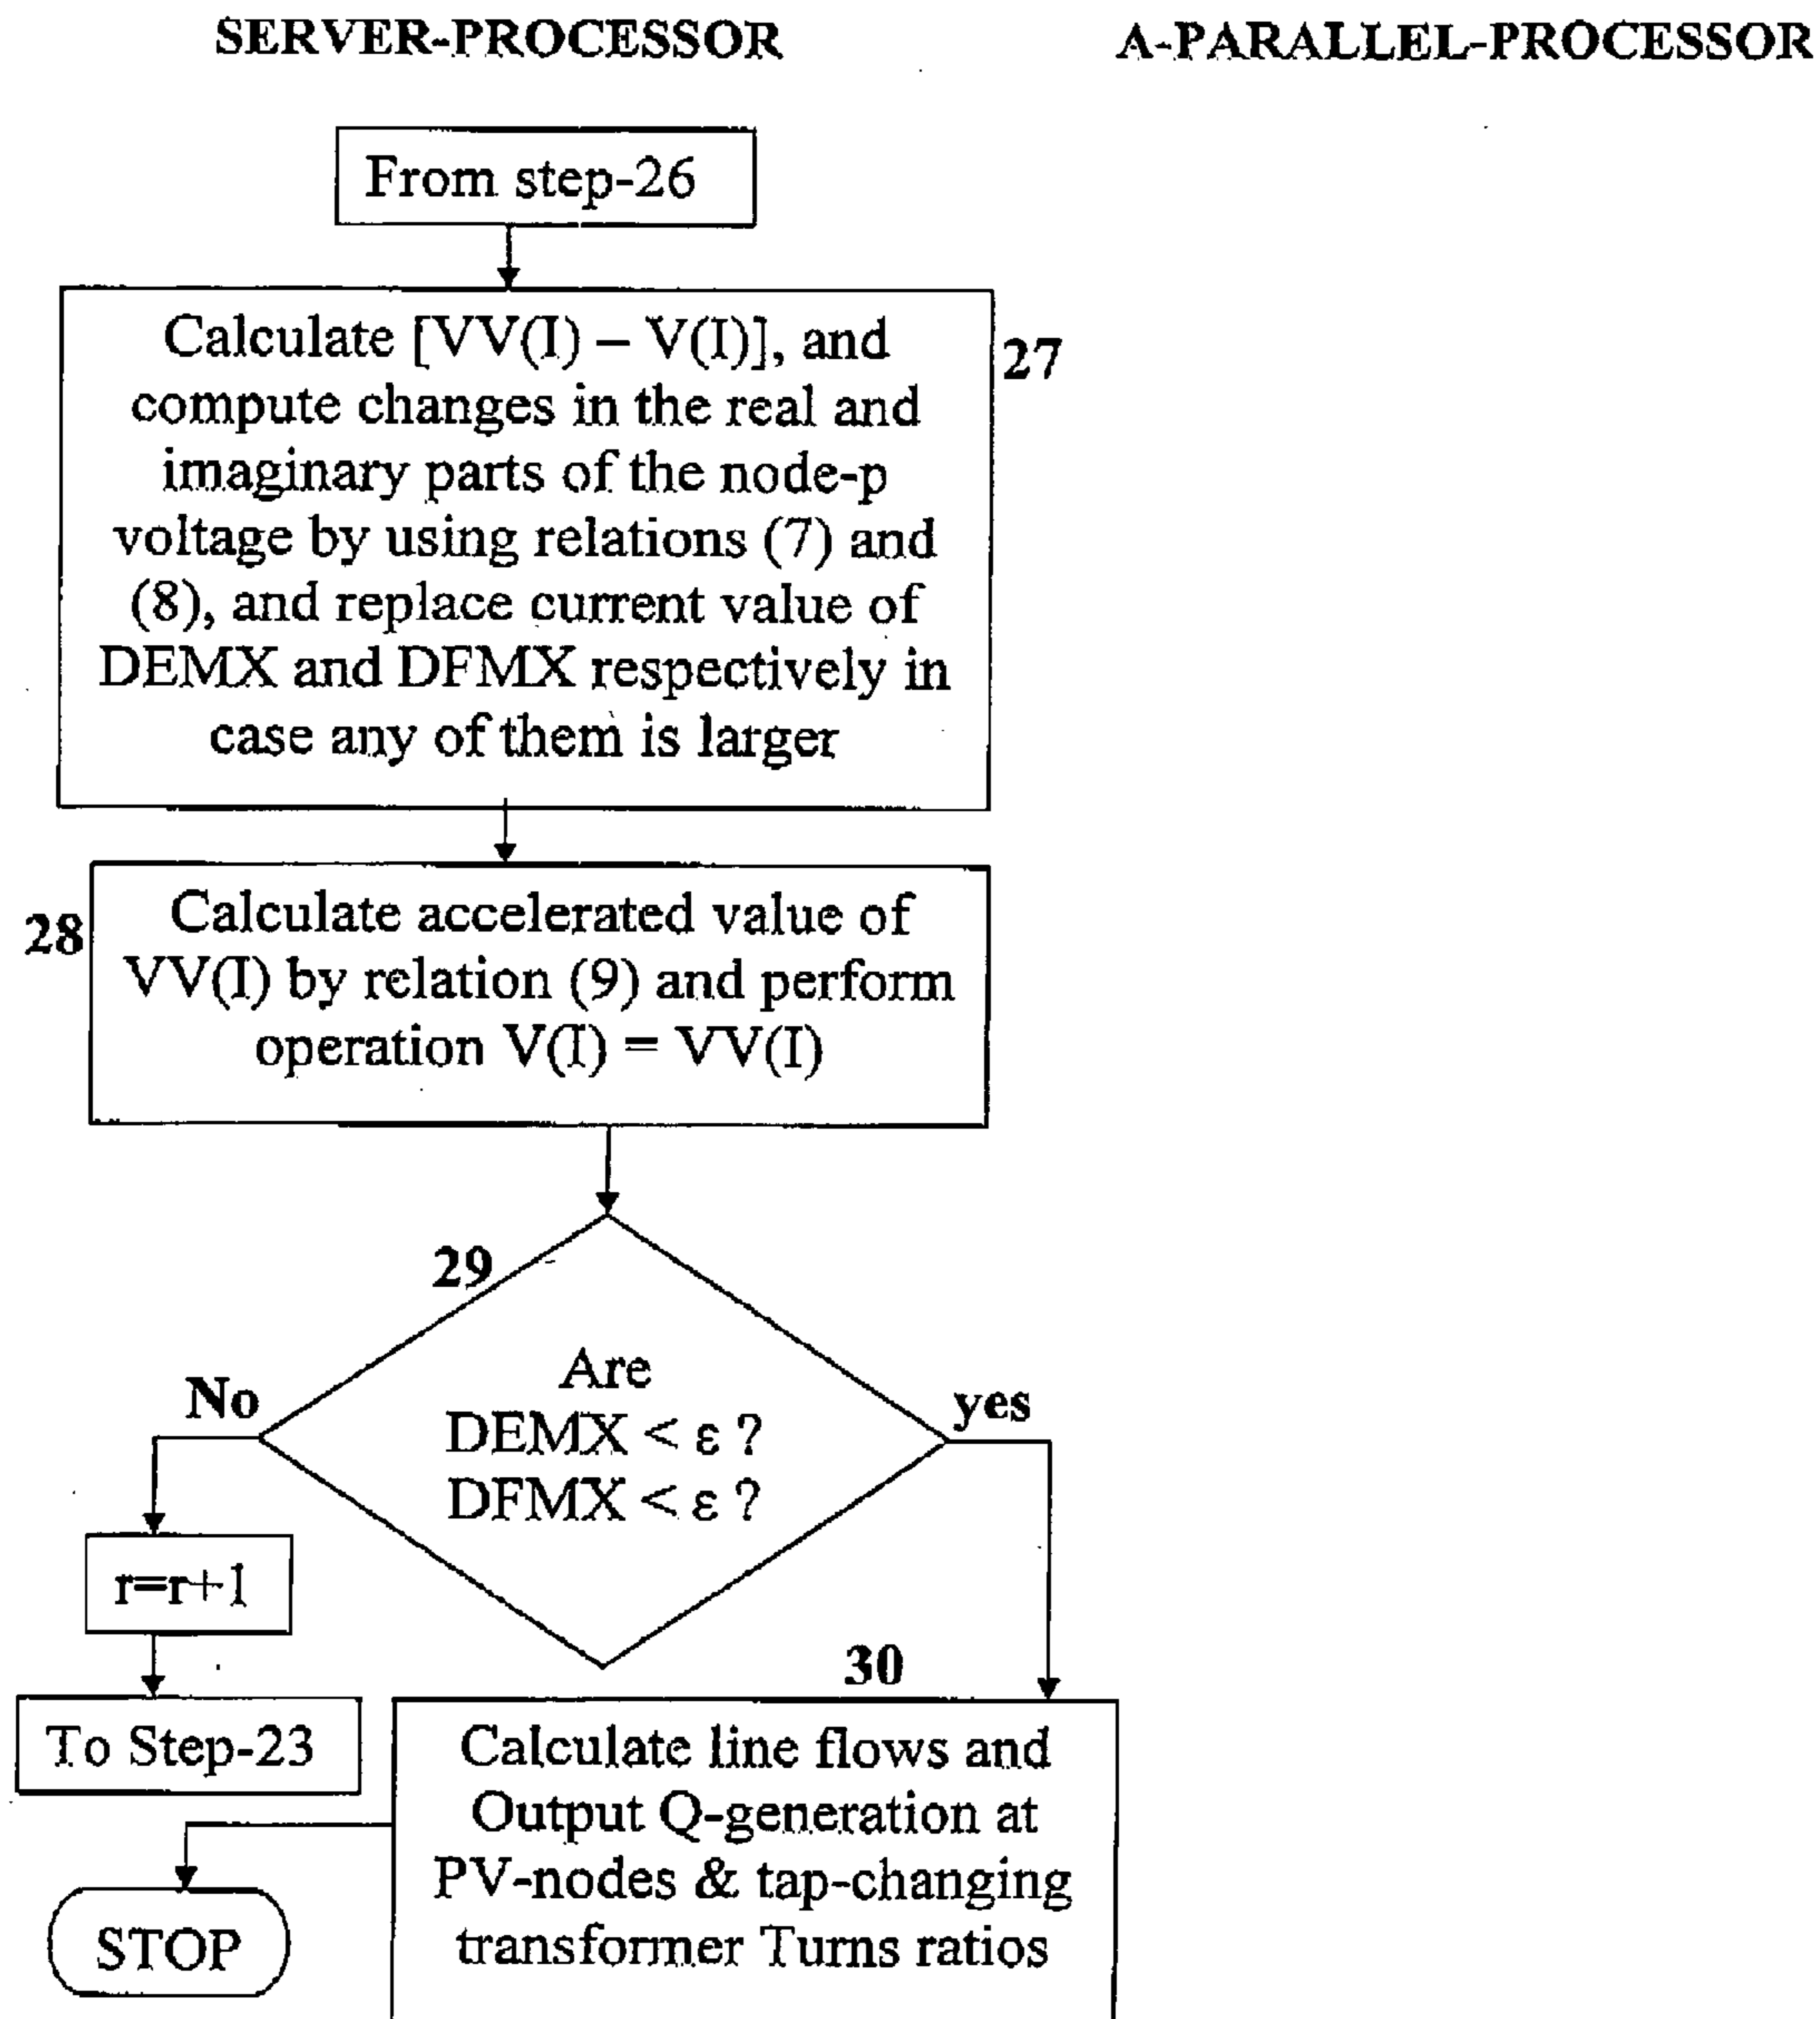 SERVER-PROCESSOR
A-PARALLEL-PROCESSOR
From step-26
Calculate [VV(I) – V(I)], and
compute changes in the real and
imaginary parts of the node-p
voltage by using relations (7) and
(8), and replace current value of
DEMX and DFMX respectively in
case any of them is larger
27
28
Calculate accelerated value of
VV(I) by relation (9) and perform
operation V(I) = VV(I)
29
Are
DEMX < ε ?
DFMX < ε ?
No
yes
r=r+1
30
To Step-23
Calculate line flows and
Output Q-generation at
PV-nodes & tap-changing
transformer Turns ratios
STOP